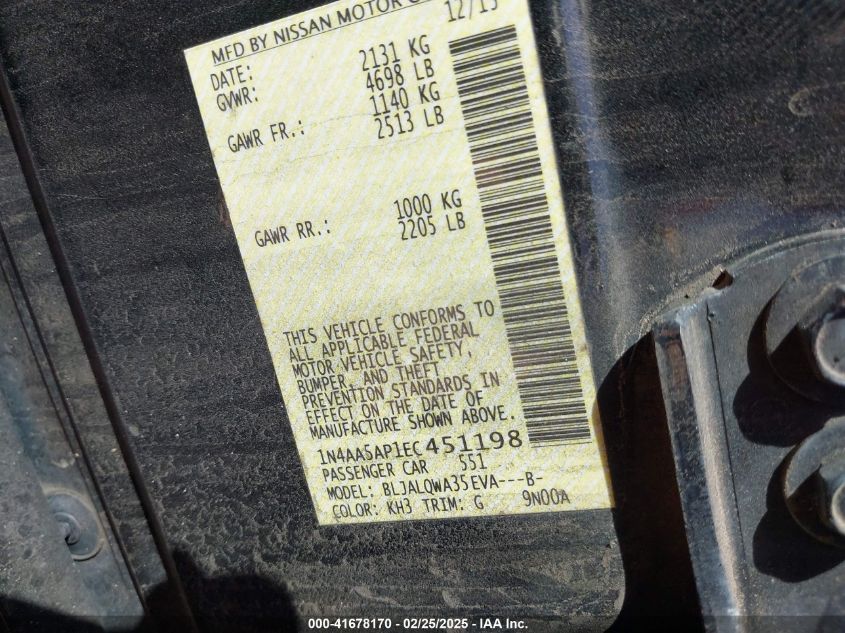 MFD BY NISSAN MOTOR
DATE: 12/13
GVWR: 2131 KG
4698 LB
GAWR FR.: 1140 KG
2513 LB
GAWR RR.: 1000 KG
2205 LB
THIS VEHICLE CONFORMS TO
ALL APPLICABLE FEDERAL
MOTOR VEHICLE SAFETY,
BUMPER, AND THEFT
PREVENTION STANDARDS IN
EFFECT ON THE DATE OF
MANUFACTURE SHOWN ABOVE.
1N4AA5AP1EC451198
PASSENGER CAR 551
MODEL: BLJALQWA35EVA---B-
COLOR: KH3 TRIM: G 9N00A
000-41678170 - 02/25/2025 - IAA Inc.